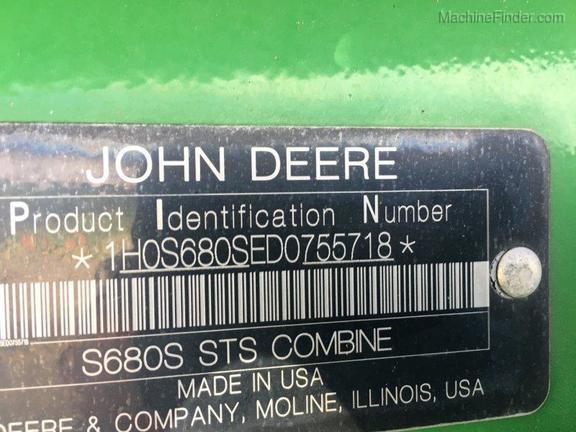 MachineFinder.com
JOHN DEERE
Product Identification Number
*1H0S680SED0755718*
S680S STS COMBINE
MADE IN USA
DEERE & COMPANY, MOLINE, ILLINOIS, USA